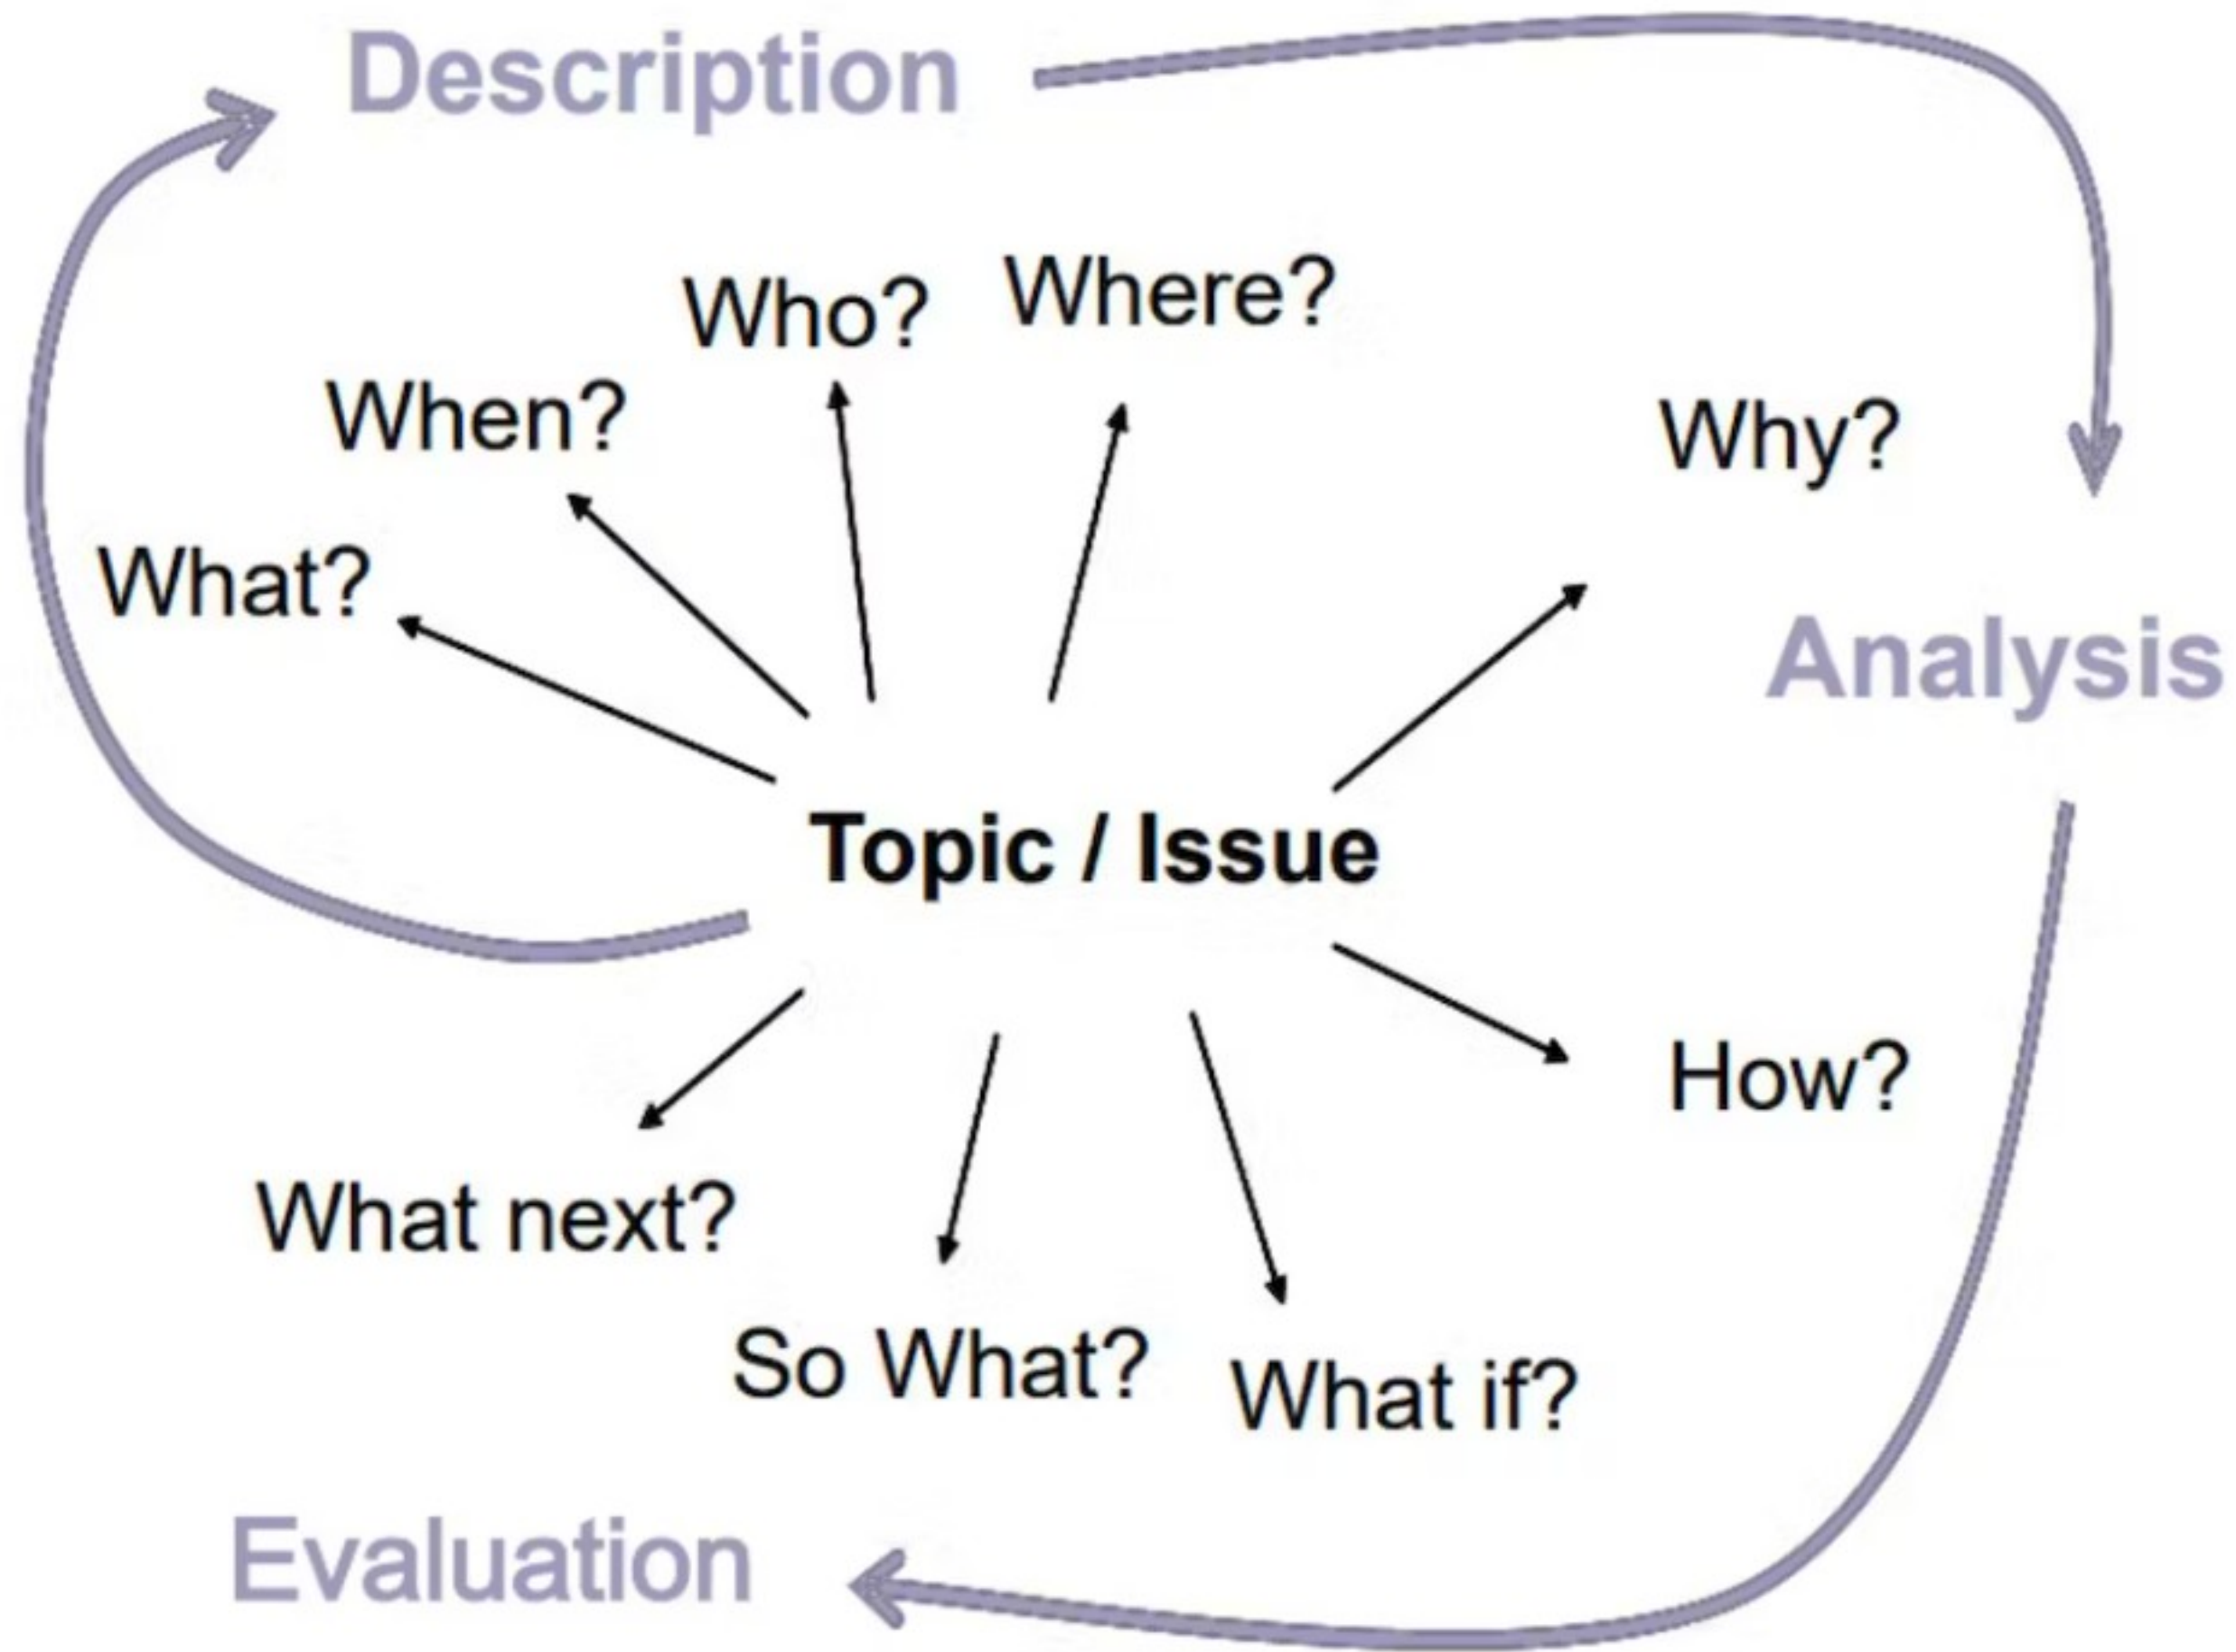 Description
Who? Where?
When?
Why?
What?
Analysis
Topic / Issue
How?
What next?
So What?
What if?
Evaluation